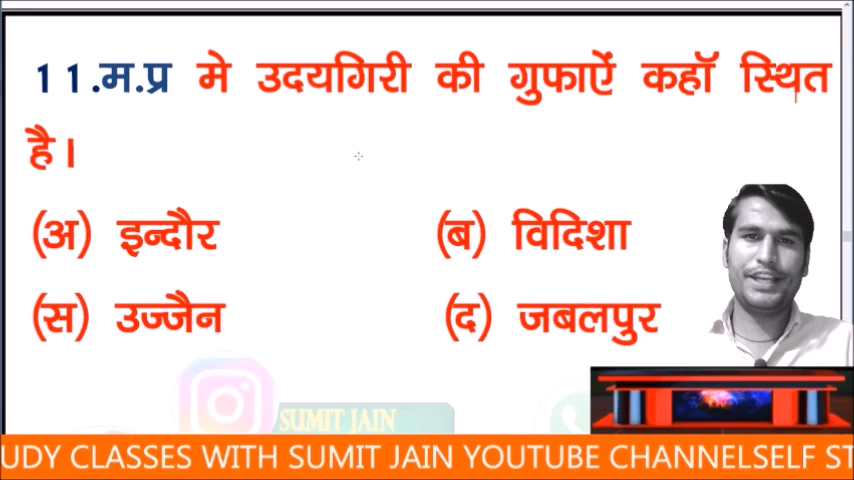 11.म.प्र मे उदयगिरी की गुफाऐं कहॉ स्थित
है।
(अ) इन्दौर (ब) विदिशा
(स) उज्जैन (द) जबलपुर
SUMIT JAIN
UDY CLASSES WITH SUMIT JAIN YOUTUBE CHANNELSELF ST